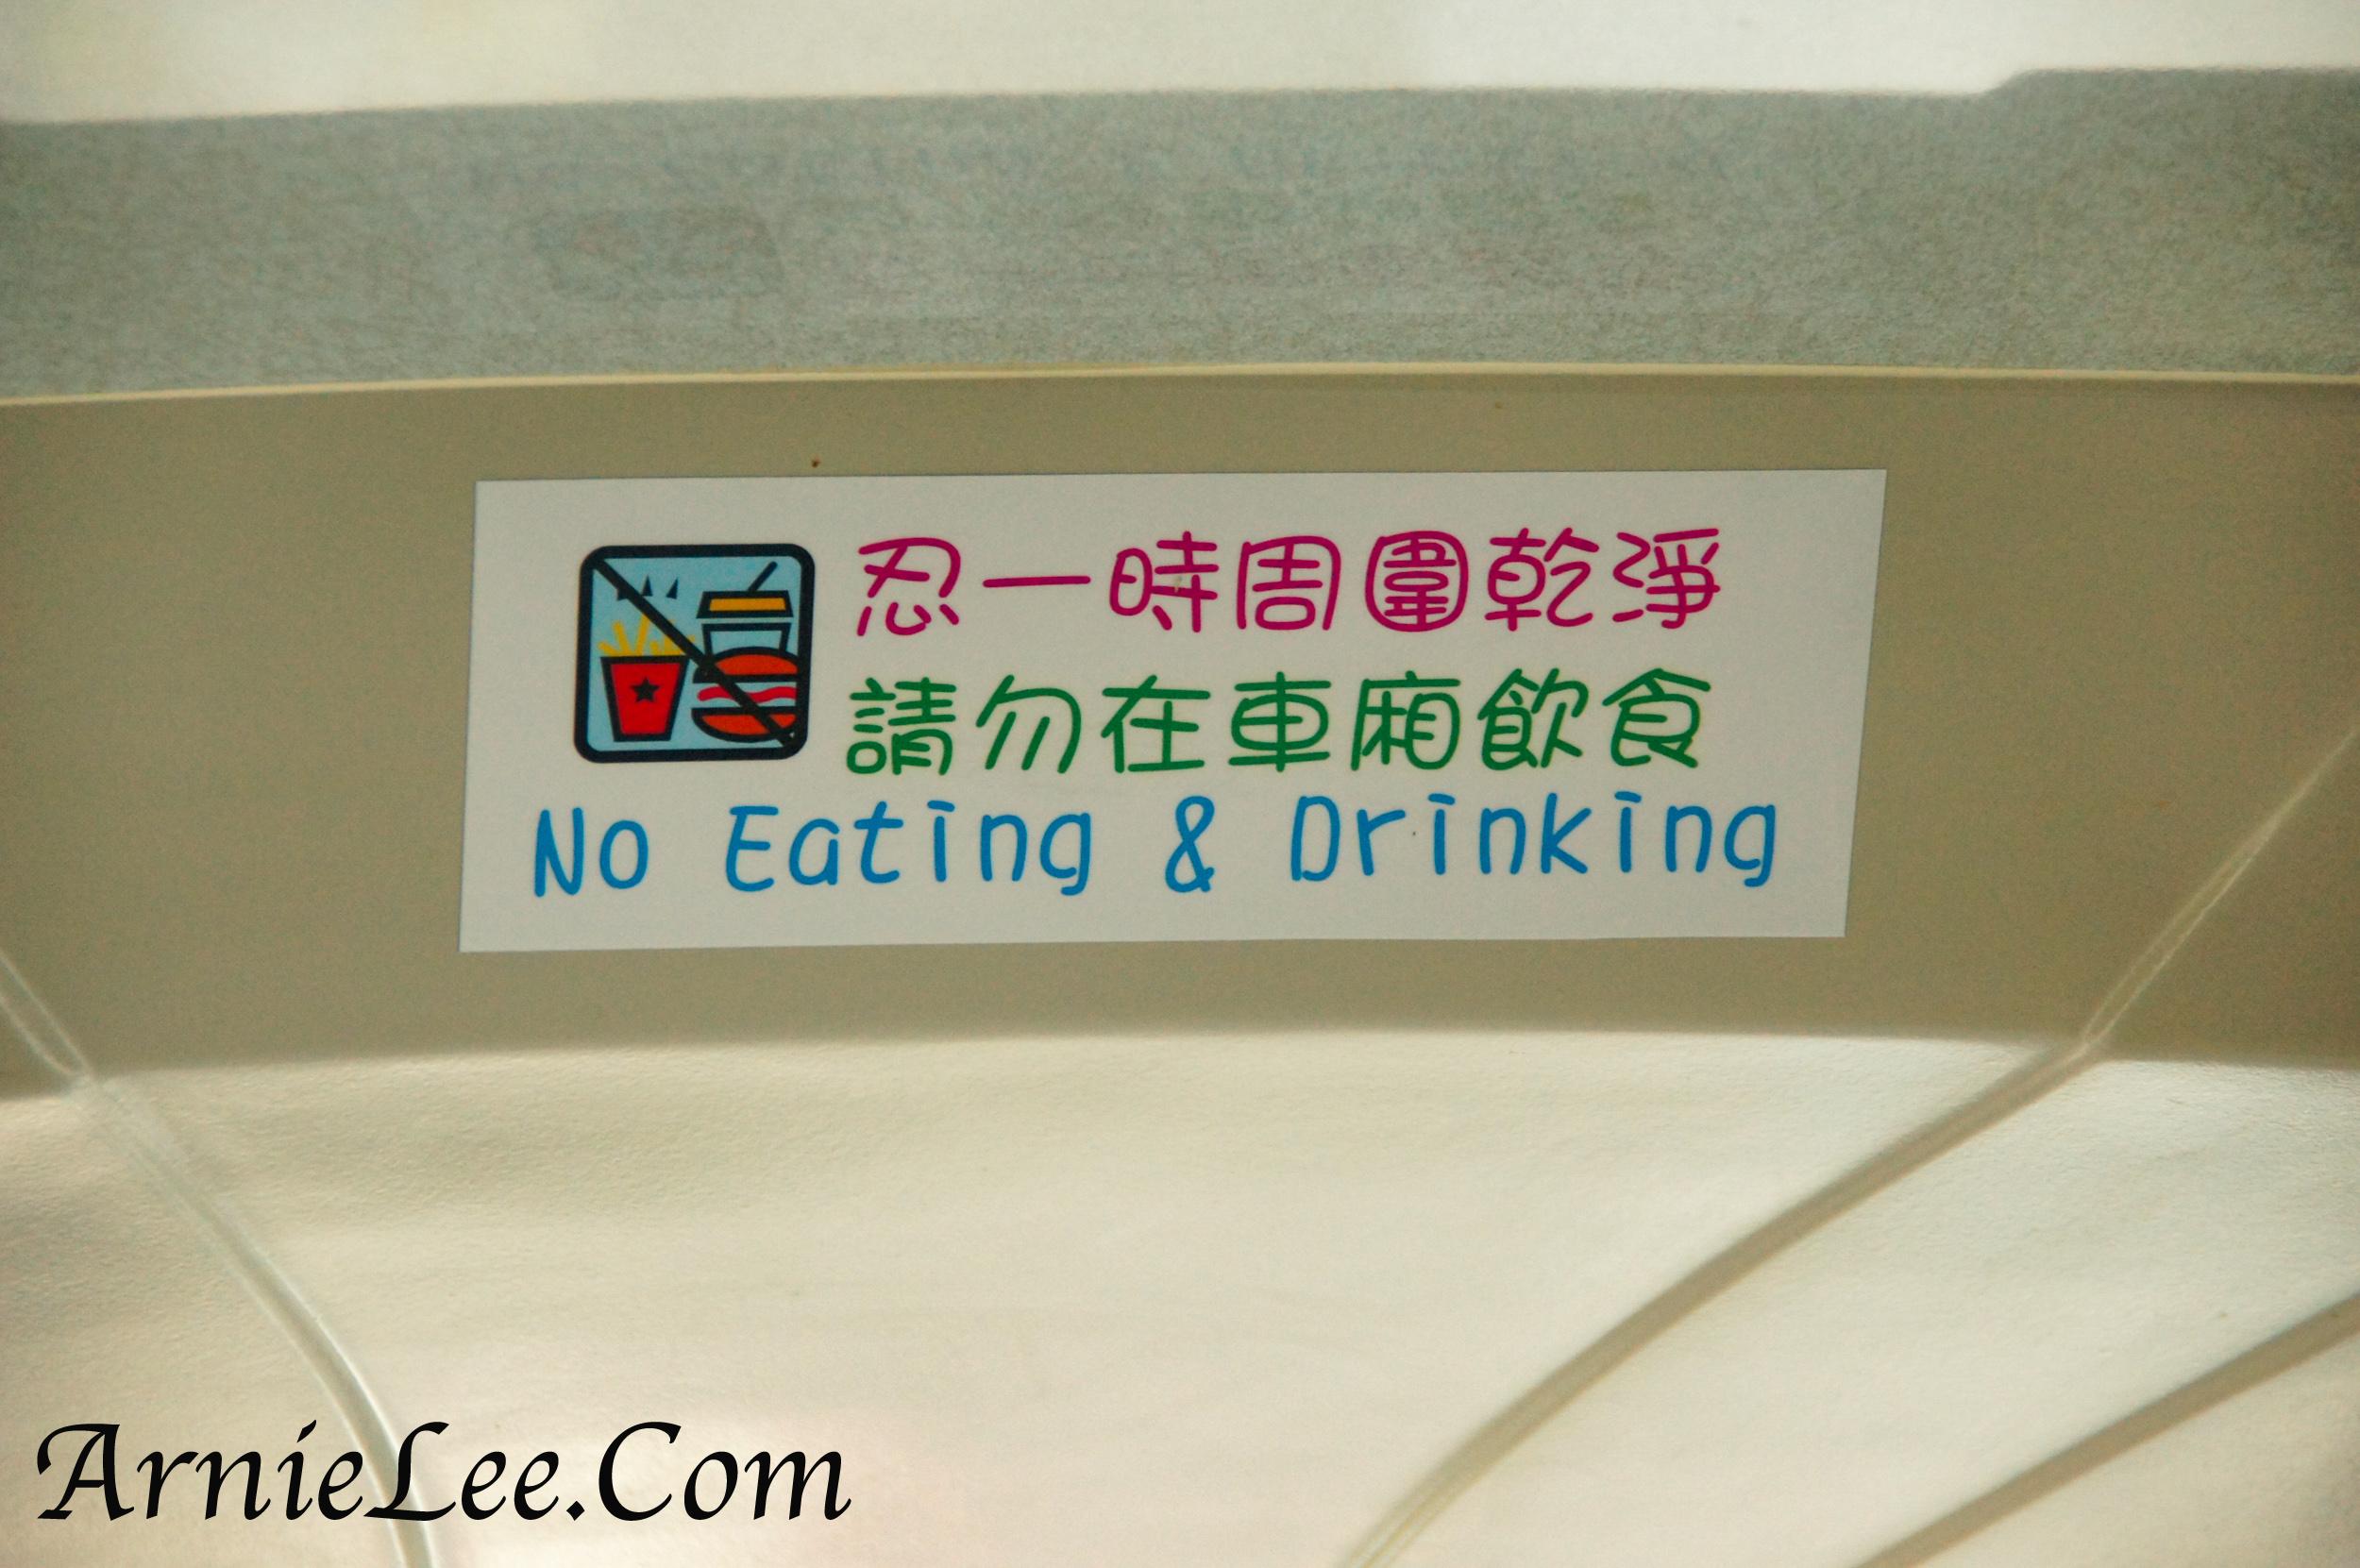 忍一時周圍乾淨
請勿在車廂飲食
No Eating & Drinking
ArnieLee.Com